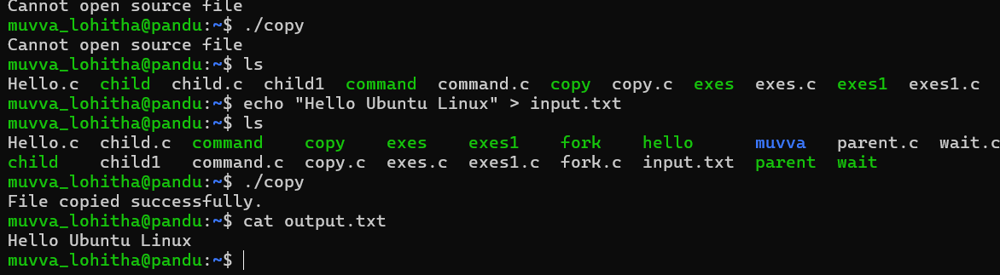 Cannot open source file
muvva_lohitha@pandu:~$ ./copy
Cannot open source file
muvva_lohitha@pandu:~$ ls
Hello.c  child  child.c  child1  command  command.c  copy  copy.c  exes  exes.c  exes1  exes1.c
muvva_lohitha@pandu:~$ echo "Hello Ubuntu Linux" > input.txt
muvva_lohitha@pandu:~$ ls
Hello.c  child.c  command    copy    exes    exes1    fork    hello      muvva   parent.c  wait.c
child    child1   command.c  copy.c  exes.c  exes1.c  fork.c  input.txt  parent  wait
muvva_lohitha@pandu:~$ ./copy
File copied successfully.
muvva_lohitha@pandu:~$ cat output.txt
Hello Ubuntu Linux
muvva_lohitha@pandu:~$